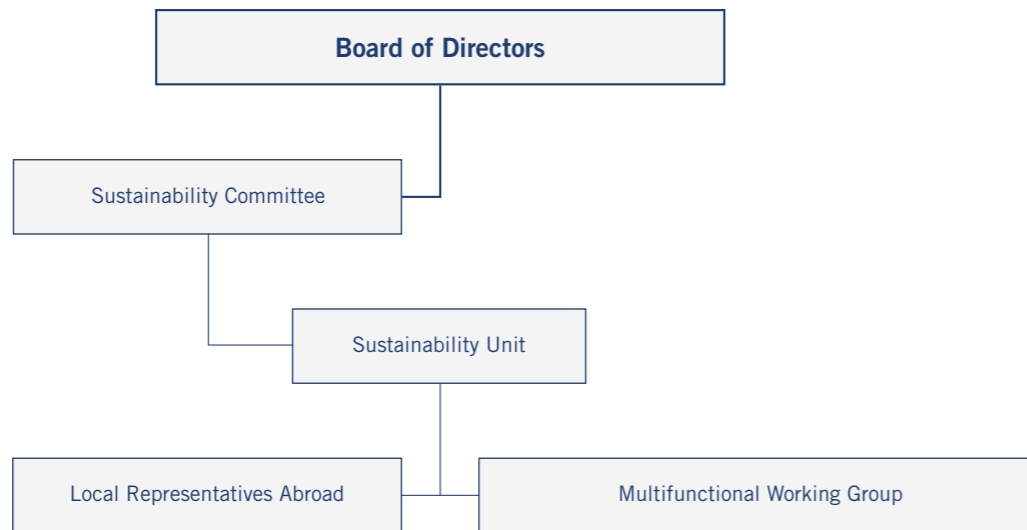 Board of Directors
Sustainability Committee
Sustainability Unit
Local Representatives Abroad
Multifunctional Working Group